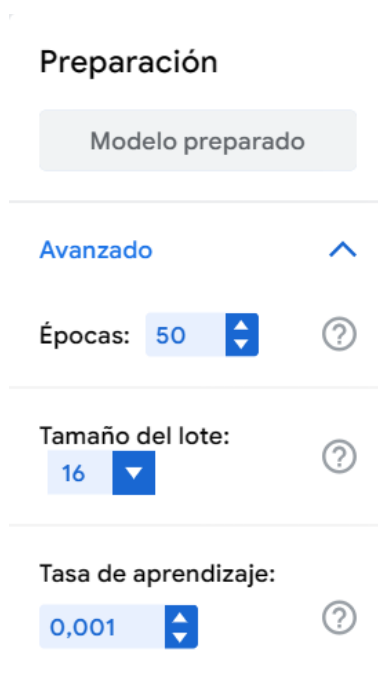 Preparación
Modelo preparado
Avanzado
Épocas: 50
Tamaño del lote:
16
Tasa de aprendizaje:
0,001